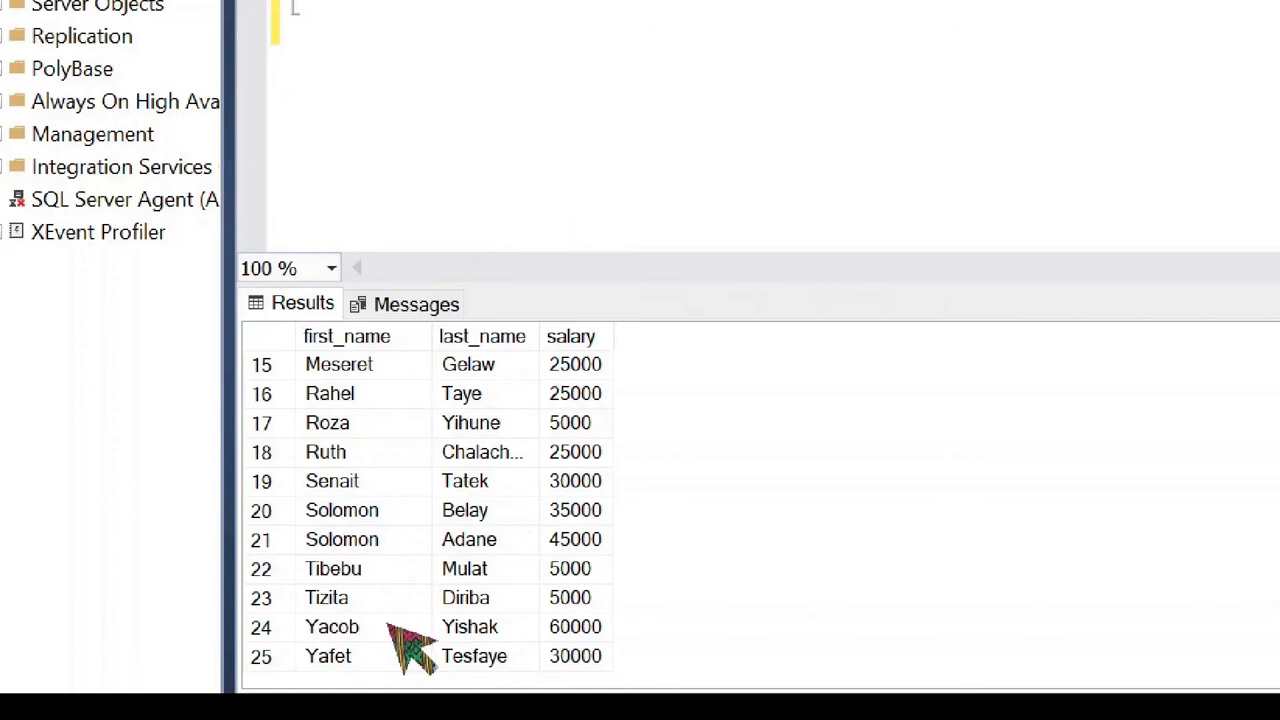 Server Objects
Replication
PolyBase
Always On High Ava
Management
Integration Services
SQL Server Agent (A
XEvent Profiler
100 %
Results Messages
first_name last_name salary
15 Meseret Gelaw 25000
16 Rahel Taye 25000
17 Roza Yihune 5000
18 Ruth Chalach... 25000
19 Senait Tatek 30000
20 Solomon Belay 35000
21 Solomon Adane 45000
22 Tibebu Mulat 5000
23 Tizita Diriba 5000
24 Yacob Yishak 60000
25 Yafet Tesfaye 30000